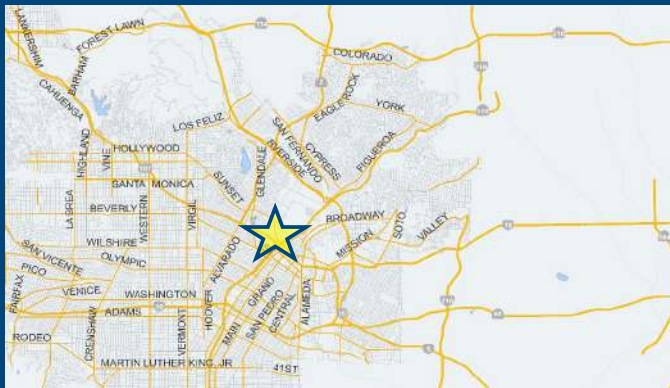 LANKERSHIM
FOREST LAWN
BARHAM
CAHUENGA
COLORADO
EAGLE ROCK
YORK
LOS FELIZ
SAN FERNANDO
RIVERSIDE
CYPRESS
FIGUEROA
HIGHLAND
VINE
HOLLYWOOD
GLENDALE
SANTA MONICA
SUNSET
LA BREA
BEVERLY
WESTERN
VIRGIL
BROADWAY
SOTO
VALLEY
MISSION
WILSHIRE
OLYMPIC
ALVARADO
SAN VICENTE
PICO
FAIRFAX
VENICE
WASHINGTON
HOOVER
GRAND
SAN PEDRO
CENTRAL
ALAMEDA
ADAMS
MAIN
RODEO
CRENSHAW
VERMONT
MARTIN LUTHER KING, JR
41ST